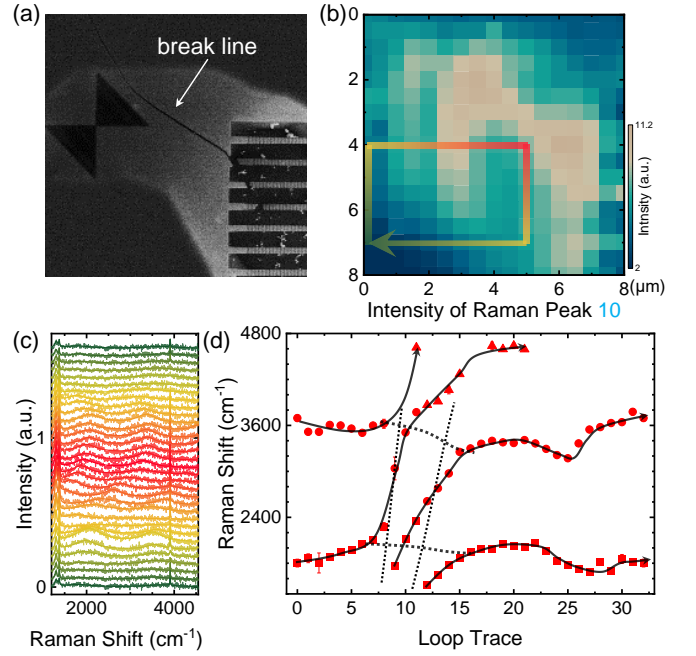 (a)
break line
(b)
0
2
4
6
8
0
2
4
6
8
(μm)
11.2
2
Intnsity (a.u.)
Intensity of Raman Peak 10
(c)
1
0
Intensity (a.u.)
2000
4000
Raman Shift (cm⁻¹)
(d)
4800
3600
2400
Raman Shift (cm⁻¹)
0
5
10
15
20
25
30
Loop Trace